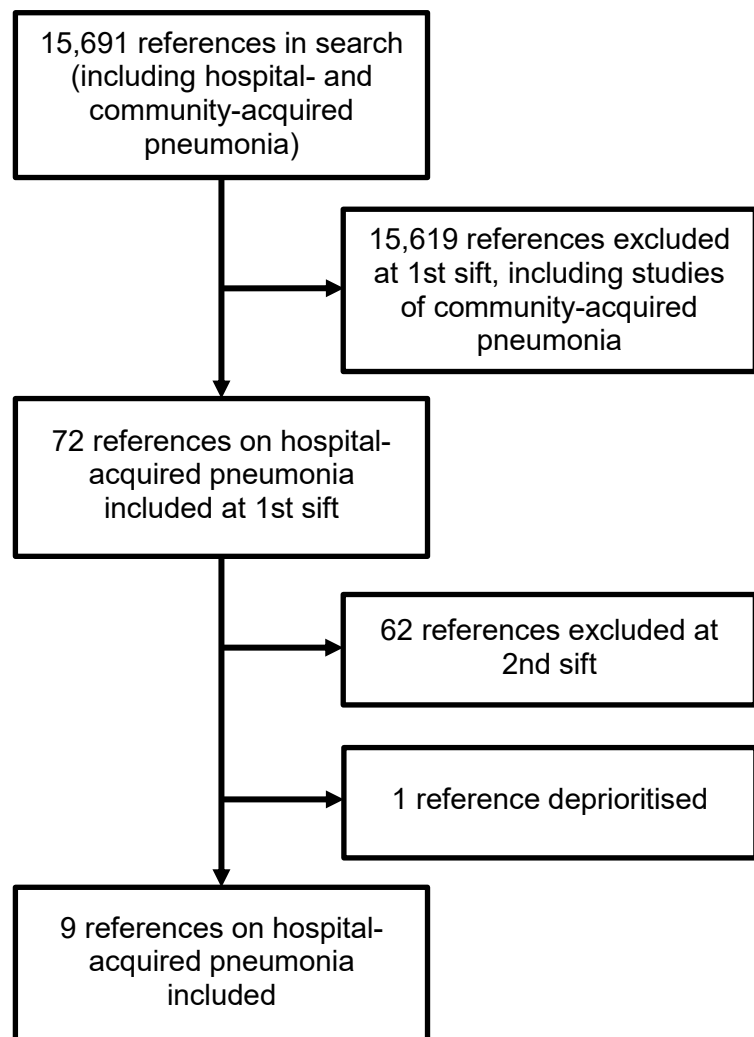 15,691 references in search
(including hospital- and
community-acquired
pneumonia)
15,619 references excluded
at 1st sift, including studies
of community-acquired
pneumonia
72 references on hospital-
acquired pneumonia
included at 1st sift
62 references excluded at
2nd sift
1 reference deprioritised
9 references on hospital-
acquired pneumonia
included